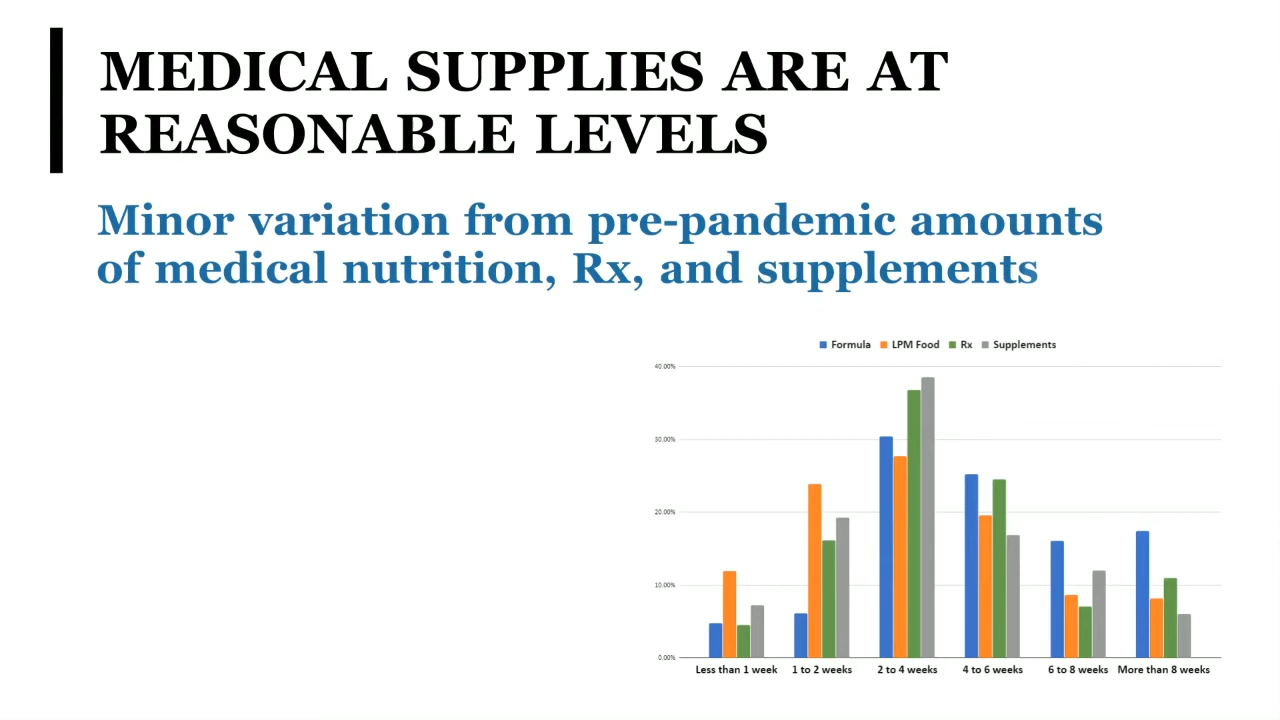 MEDICAL SUPPLIES ARE AT
REASONABLE LEVELS
Minor variation from pre-pandemic amounts
of medical nutrition, Rx, and supplements
Formula LPM Food Rx Supplements
40.00%
30.00%
20.00%
10.00%
0.00%
Less than 1 week 1 to 2 weeks 2 to 4 weeks 4 to 6 weeks 6 to 8 weeks More than 8 weeks